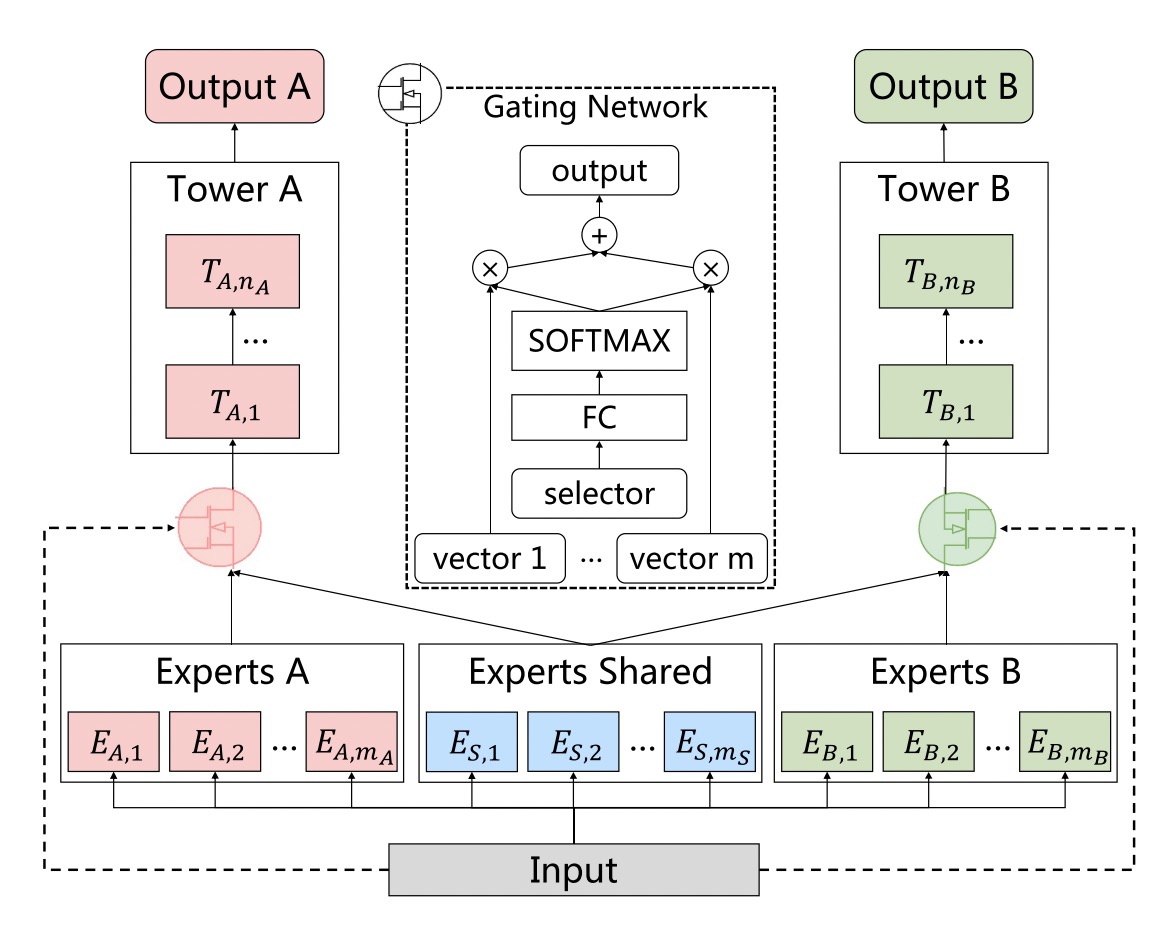 Output A
Tower A
T_{A,n_A}
...
T_{A,1}
Gating Network
output
+
× ×
SOFTMAX
FC
selector
vector 1 ... vector m
Output B
Tower B
T_{B,n_B}
...
T_{B,1}
Experts A
E_{A,1} E_{A,2} ... E_{A,m_A}
Experts Shared
E_{S,1} E_{S,2} ... E_{S,m_S}
Experts B
E_{B,1} E_{B,2} ... E_{B,m_B}
Input